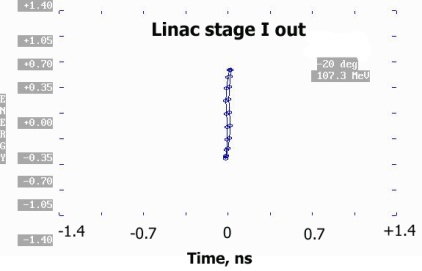 +1.40
Linac stage I out
+1.05
+0.70
-20 deg
107.3 MeV
+0.35
ENERGY
+0.00
-0.35
-0.70
-1.05
-1.40
-1.4 -0.7 0 0.7 +1.4
Time, ns